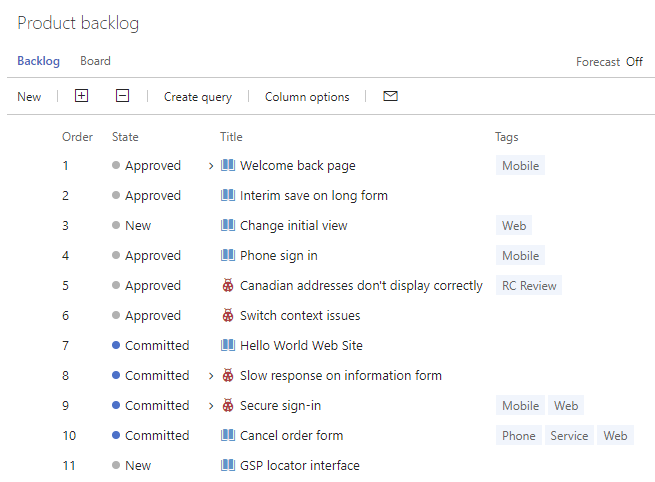 Product backlog
Backlog Board Forecast Off
New Create query Column options
Order State Title Tags
1 Approved Welcome back page Mobile
2 Approved Interim save on long form
3 New Change initial view Web
4 Approved Phone sign in Mobile
5 Approved Canadian addresses don't display correctly RC Review
6 Approved Switch context issues
7 Committed Hello World Web Site
8 Committed Slow response on information form
9 Committed Secure sign-in Mobile Web
10 Committed Cancel order form Phone Service Web
11 New GSP locator interface